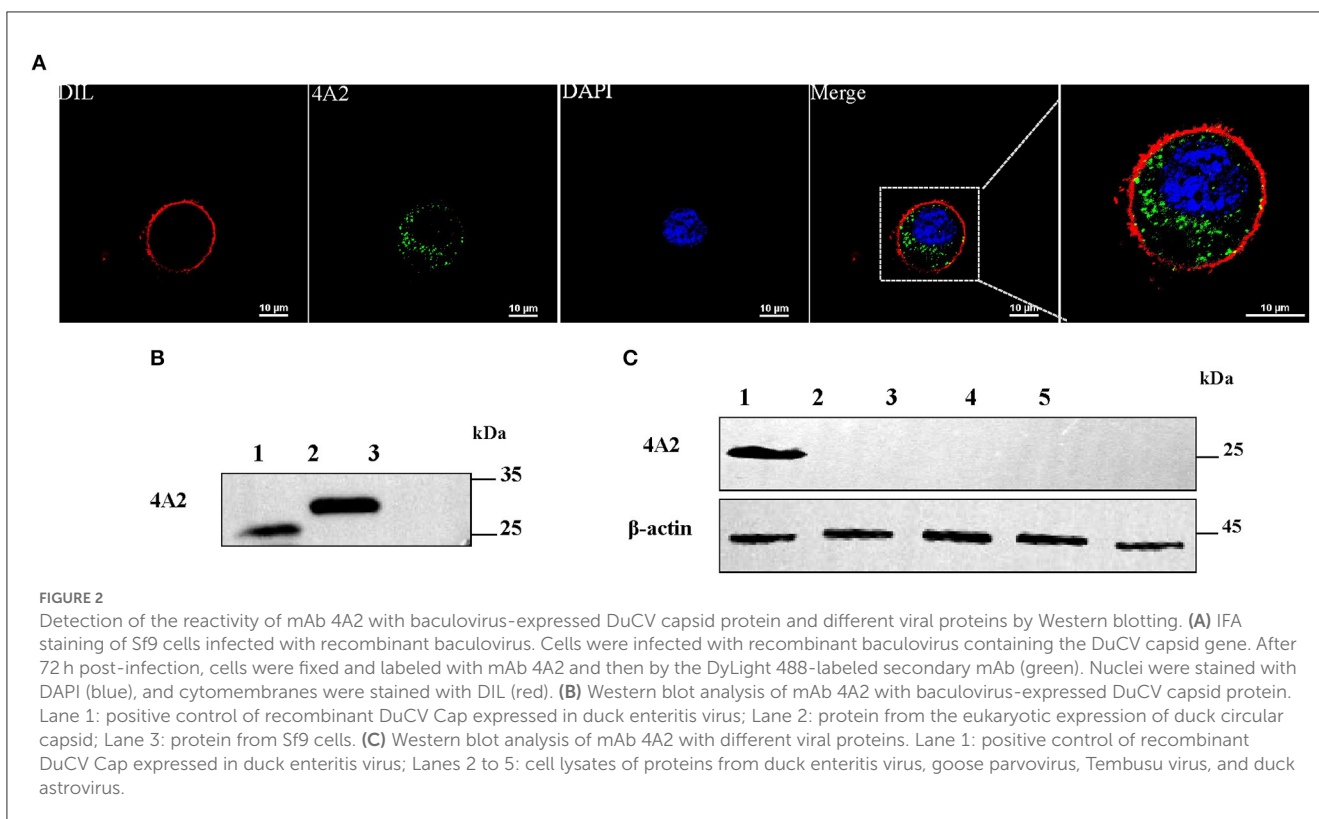 A
DIL 4A2 DAPI Merge
10 µm 10 µm 10 µm 10 µm 10 µm
B
1 2 3 kDa
35
4A2
25
C
1 2 3 4 5 kDa
4A2 25
β-actin 45
FIGURE 2
Detection of the reactivity of mAb 4A2 with baculovirus-expressed DuCV capsid protein and different viral proteins by Western blotting. (A) IFA
staining of Sf9 cells infected with recombinant baculovirus. Cells were infected with recombinant baculovirus containing the DuCV capsid gene. After
72 h post-infection, cells were fixed and labeled with mAb 4A2 and then by the DyLight 488-labeled secondary mAb (green). Nuclei were stained with
DAPI (blue), and cytomembranes were stained with DIL (red). (B) Western blot analysis of mAb 4A2 with baculovirus-expressed DuCV capsid protein.
Lane 1: positive control of recombinant DuCV Cap expressed in duck enteritis virus; Lane 2: protein from the eukaryotic expression of duck circular
capsid; Lane 3: protein from Sf9 cells. (C) Western blot analysis of mAb 4A2 with different viral proteins. Lane 1: positive control of recombinant
DuCV Cap expressed in duck enteritis virus; Lanes 2 to 5: cell lysates of proteins from duck enteritis virus, goose parvovirus, Tembusu virus, and duck
astrovirus.